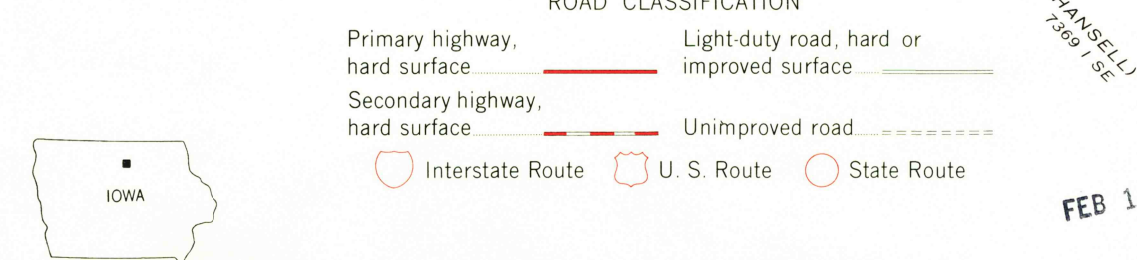 ROAD CLASSIFICATION
Primary highway,
hard surface
Light-duty road, hard or
improved surface
Secondary highway,
hard surface
Unimproved road
Interstate Route
U. S. Route
State Route
IOWA
HANSELL)
7369 I SE
FEB 1